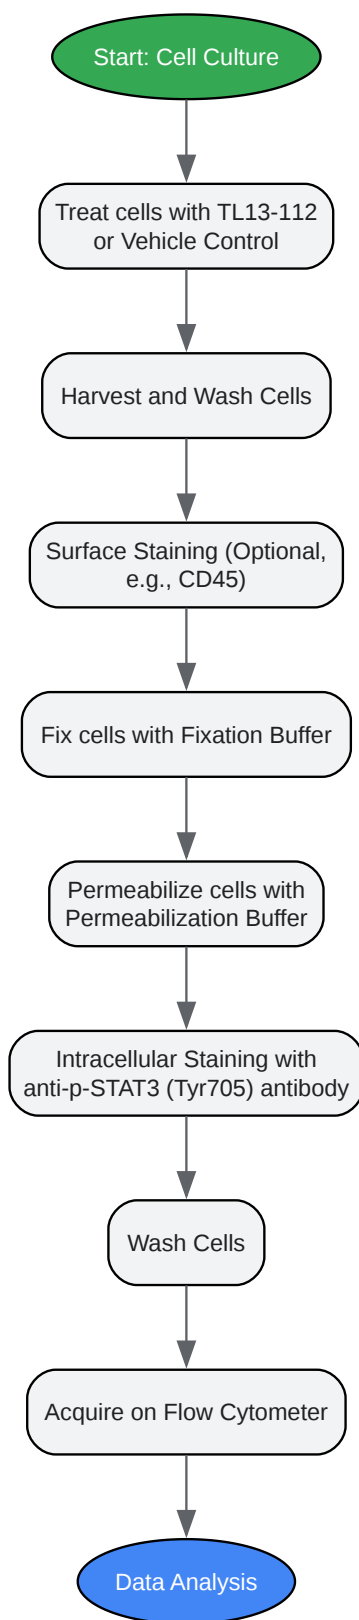 Start: Cell Culture
Treat cells with TL13-112
or Vehicle Control
Harvest and Wash Cells
Surface Staining (Optional,
e.g., CD45)
Fix cells with Fixation Buffer
Permeabilize cells with
Permeabilization Buffer
Intracellular Staining with
anti-p-STAT3 (Tyr705) antibody
Wash Cells
Acquire on Flow Cytometer
Data Analysis